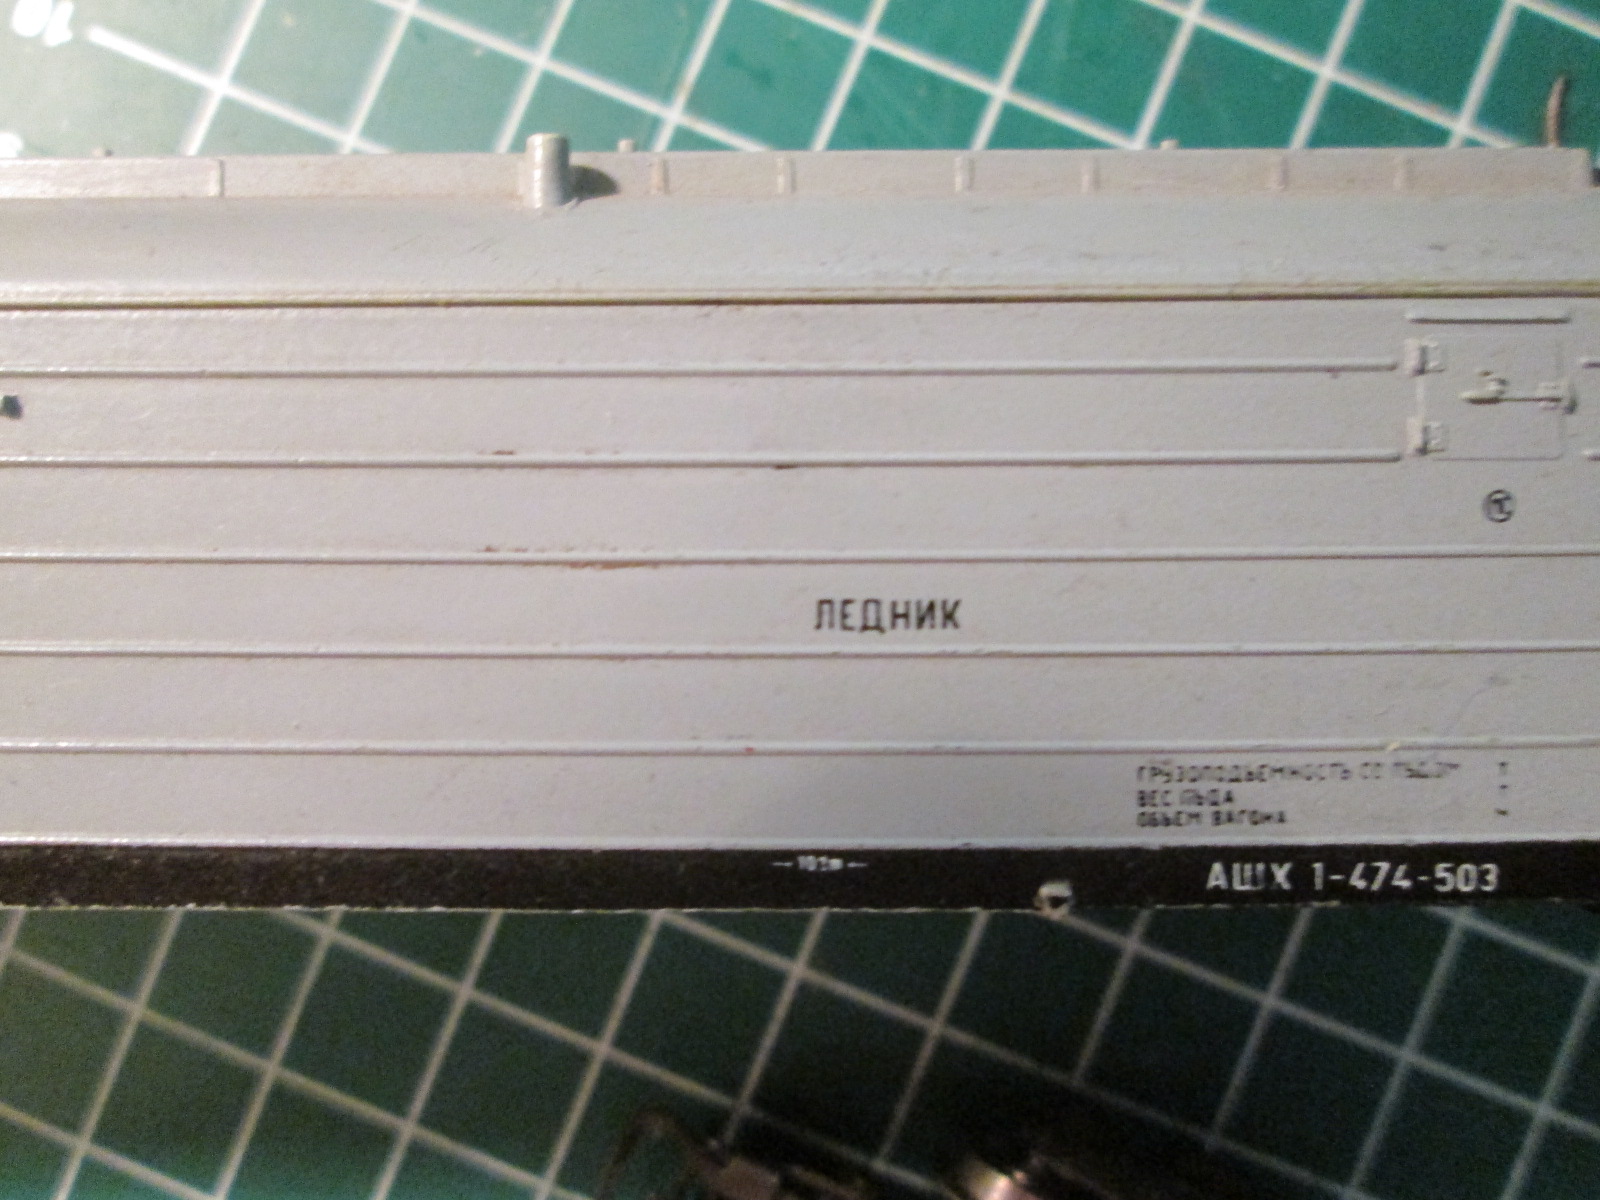 ЛЕДНИК
ГРУЗОПОДЪЕМНОСТЬ СО ЛЬДОМ Т
ВЕС ЛЬДА Т
ОБЪЕМ ВАГОНА
АШХ 1-474-503